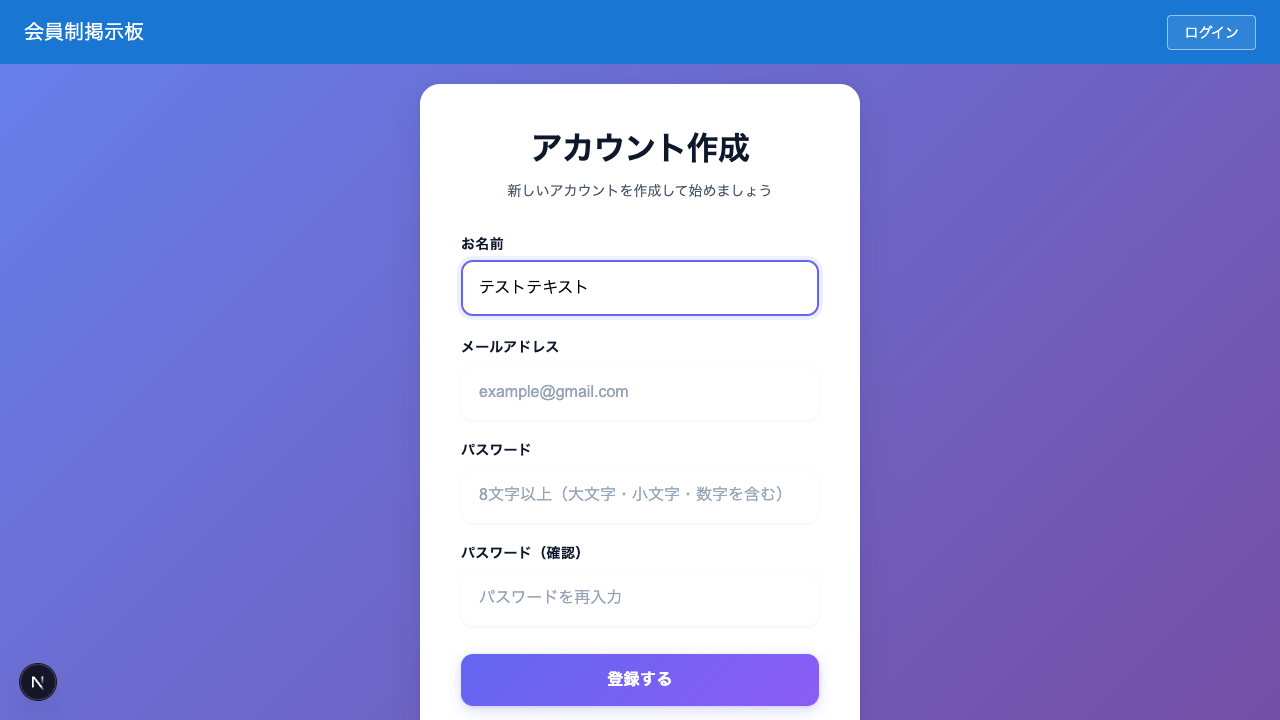 会員制掲示板
ログイン
アカウント作成
新しいアカウントを作成して始めましょう
お名前
テストテキスト
メールアドレス
example@gmail.com
パスワード
8文字以上（大文字・小文字・数字を含む）
パスワード（確認）
パスワードを再入力
登録する
N